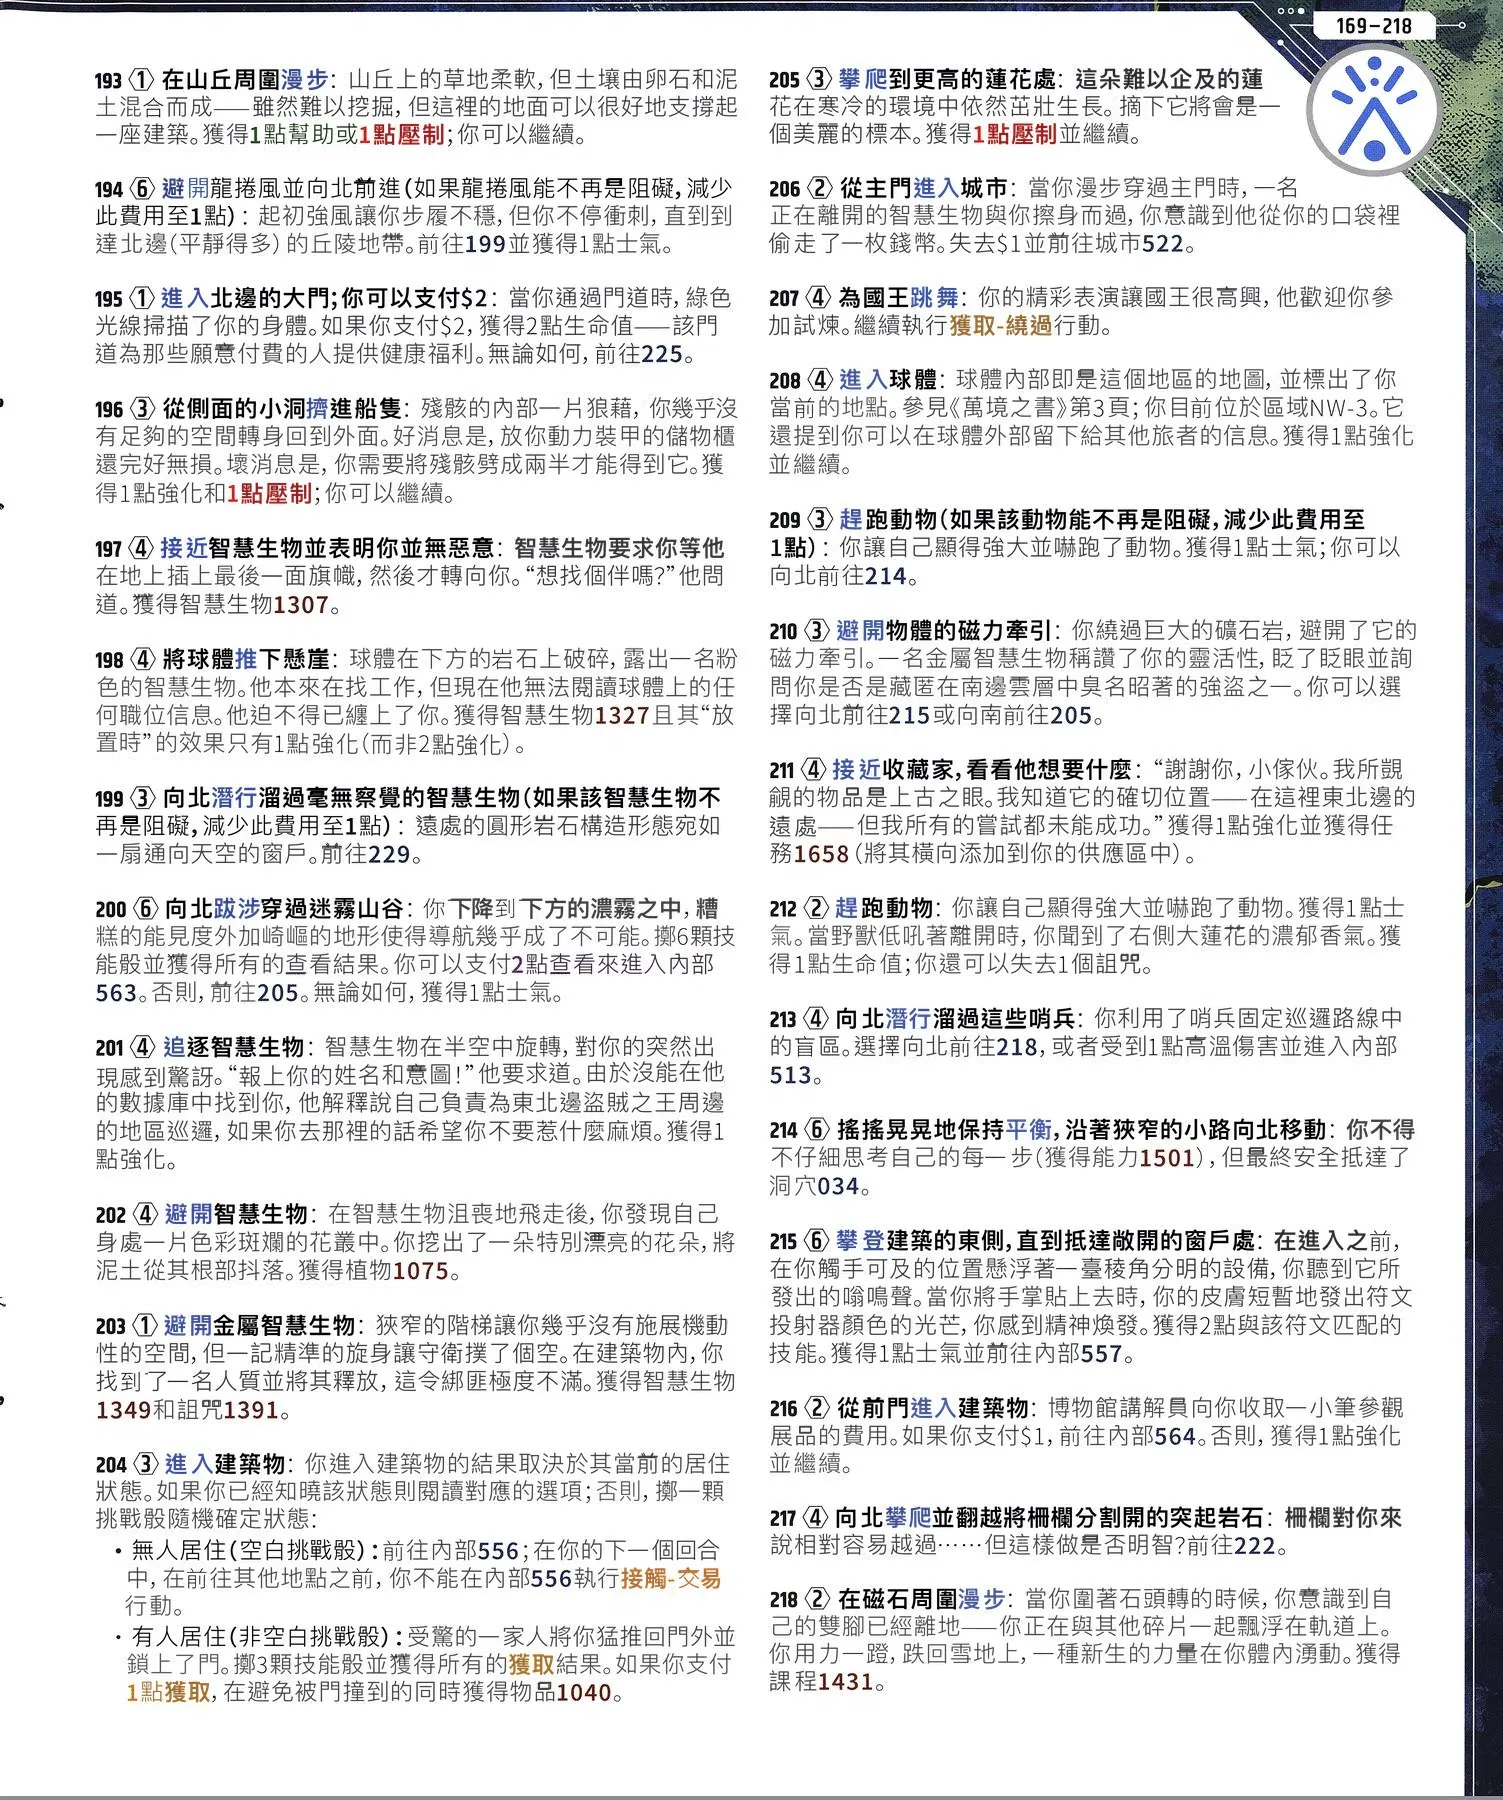 169–218
193 1 在山丘周圍漫步：山丘上的草地柔軟，但土壤由卵石和泥
土混合而成——雖然難以挖掘，但這裡的地面可以很好地支撐起
一座建築。獲得1點幫助或1點壓制；你可以繼續。
194 6 避開龍捲風並向北前進（如果龍捲風能不再是阻礙，減少
此費用至1點）：起初強風讓你步履不穩，但你不停衝刺，直到到
達北邊（平靜得多）的丘陵地帶。前往199並獲得1點士氣。
195 1 進入北邊的大門；你可以支付$2：當你通過門道時，綠色
光線掃描了你的身體。如果你支付$2，獲得2點生命值——該門
道為那些願意付費的人提供健康福利。無論如何，前往225。
196 3 從側面的小洞擠進船隻：殘骸的內部一片狼藉，你幾乎沒
有足夠的空間轉身回到外面。好消息是，放你動力裝甲的儲物櫃
還完好無損。壞消息是，你需要將殘骸劈成兩半才能得到它。獲
得1點強化和1點壓制；你可以繼續。
197 4 接近智慧生物並表明你並無惡意：智慧生物要求你等他
在地上插上最後一面旗幟，然後才轉向你。“想找個伴嗎？”他問
道。獲得智慧生物1307。
198 4 將球體推下懸崖：球體在下方的岩石上破碎，露出一名粉
色的智慧生物。他本來在找工作，但現在他無法閱讀球體上的任
何職位信息。他迫不得已纏上了你。獲得智慧生物1327且其“放
置時”的效果只有1點強化（而非2點強化）。
199 3 向北潛行溜過毫無察覺的智慧生物（如果該智慧生物不
再是阻礙，減少此費用至1點）：遠處的圓形岩石構造形態宛如
一扇通向天空的窗戶。前往229。
200 6 向北跋涉穿過迷霧山谷：你下降到下方的濃霧之中，糟
糕的能見度外加崎嶇的地形使得導航幾乎成了不可能。擲6顆技
能骰並獲得所有的查看結果。你可以支付2點查看來進入內部
563。否則，前往205。無論如何，獲得1點士氣。
201 4 追逐智慧生物：智慧生物在半空中旋轉，對你的突然出
現感到驚訝。“報上你的姓名和意圖！”他要求道。由於沒能在他
的數據庫中找到你，他解釋說自己負責為東北邊盜賊之王周邊
的地區巡邏，如果你去那裡的話希望你不要惹什麼麻煩。獲得1
點強化。
202 4 避開智慧生物：在智慧生物沮喪地飛走後，你發現自己
身處一片色彩斑斕的花叢中。你挖出了一朵特別漂亮的花朵，將
泥土從其根部抖落。獲得植物1075。
203 1 避開金屬智慧生物：狹窄的階梯讓你幾乎沒有施展機動
性的空間，但一記精準的旋身讓守衛撲了個空。在建築物內，你
找到了一名人質並將其釋放，這令綁匪極度不滿。獲得智慧生物
1349和詛咒1391。
204 3 進入建築物：你進入建築物的結果取決於其當前的居住
狀態。如果你已經知曉該狀態則閱讀對應的選項；否則，擲一顆
挑戰骰隨機確定狀態：
・無人居住（空白挑戰骰）：前往內部556；在你的下一個回合
中，在前往其他地點之前，你不能在內部556執行接觸-交易
行動。
・有人居住（非空白挑戰骰）：受驚的一家人將你猛推回門外並
鎖上了門。擲3顆技能骰並獲得所有的獲取結果。如果你支付
1點獲取，在避免被門撞到的同時獲得物品1040。
205 3 攀爬到更高的蓮花處：這朵難以企及的蓮
花在寒冷的環境中依然茁壯生長。摘下它將會是一
個美麗的標本。獲得1點壓制並繼續。
206 2 從主門進入城市：當你漫步穿過主門時，一名
正在離開的智慧生物與你擦身而過，你意識到他從你的口袋裡
偷走了一枚錢幣。失去$1並前往城市522。
207 4 為國王跳舞：你的精彩表演讓國王很高興，他歡迎你參
加試煉。繼續執行獲取-繞過行動。
208 4 進入球體：球體內部即是這個地區的地圖，並標出了你
當前的地點。參見《萬境之書》第3頁；你目前位於區域NW-3。它
還提到你可以在球體外部留下給其他旅者的信息。獲得1點強化
並繼續。
209 3 趕跑動物（如果該動物能不再是阻礙，減少此費用至
1點）：你讓自己顯得強大並嚇跑了動物。獲得1點士氣；你可以
向北前往214。
210 3 避開物體的磁力牽引：你繞過巨大的礦石岩，避開了它的
磁力牽引。一名金屬智慧生物稱讚了你的靈活性，眨了眨眼並詢
問你是否是藏匿在南邊雲層中臭名昭著的強盜之一。你可以選
擇向北前往215或向南前往205。
211 4 接近收藏家，看看他想要什麼：“謝謝你，小傢伙。我所覬
覦的物品是上古之眼。我知道它的確切位置——在這裡東北邊的
遠處——但我所有的嘗試都未能成功。”獲得1點強化並獲得任
務1658（將其橫向添加到你的供應區中）。
212 2 趕跑動物：你讓自己顯得強大並嚇跑了動物。獲得1點士
氣。當野獸低吼著離開時，你聞到了右側大蓮花的濃郁香氣。獲
得1點生命值；你還可以失去1個詛咒。
213 4 向北潛行溜過這些哨兵：你利用了哨兵固定巡邏路線中
的盲區。選擇向北前往218，或者受到1點高溫傷害並進入內部
513。
214 6 搖搖晃晃地保持平衡，沿著狹窄的小路向北移動：你不得
不仔細思考自己的每一步（獲得能力1501），但最終安全抵達了
洞穴034。
215 6 攀登建築的東側，直到抵達敞開的窗戶處：在進入之前，
在你觸手可及的位置懸浮著一臺稜角分明的設備，你聽到它所
發出的嗡鳴聲。當你將手掌貼上去時，你的皮膚短暫地發出符文
投射器顏色的光芒，你感到精神煥發。獲得2點與該符文匹配的
技能。獲得1點士氣並前往內部557。
216 2 從前門進入建築物：博物館講解員向你收取一小筆參觀
展品的費用。如果你支付$1，前往內部564。否則，獲得1點強化
並繼續。
217 4 向北攀爬並翻越將柵欄分割開的突起岩石：柵欄對你來
說相對容易越過⋯⋯但這樣做是否明智？前往222。
218 2 在磁石周圍漫步：當你圍著石頭轉的時候，你意識到自
己的雙腳已經離地——你正在與其他碎片一起飄浮在軌道上。
你用力一蹬，跌回雪地上，一種新生的力量在你體內湧動。獲得
課程1431。